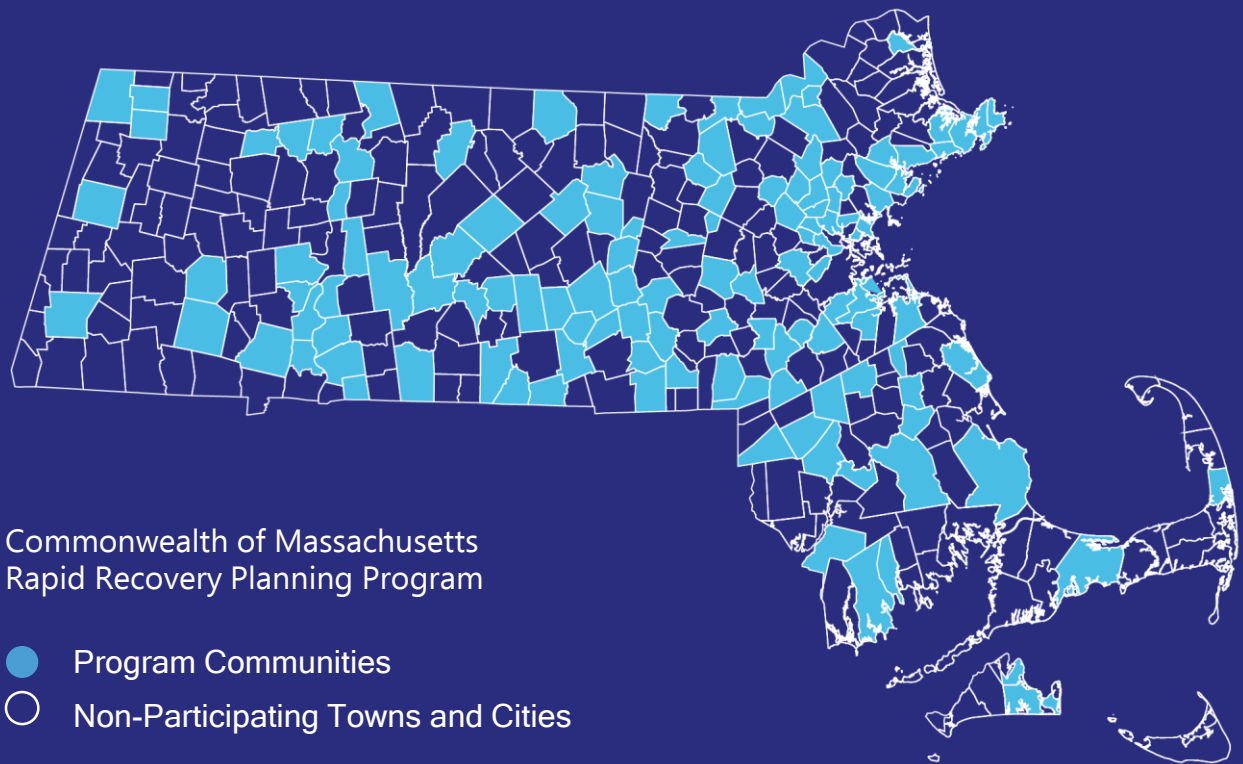 Commonwealth of Massachusetts
Rapid Recovery Planning Program
Program Communities
Non-Participating Towns and Cities